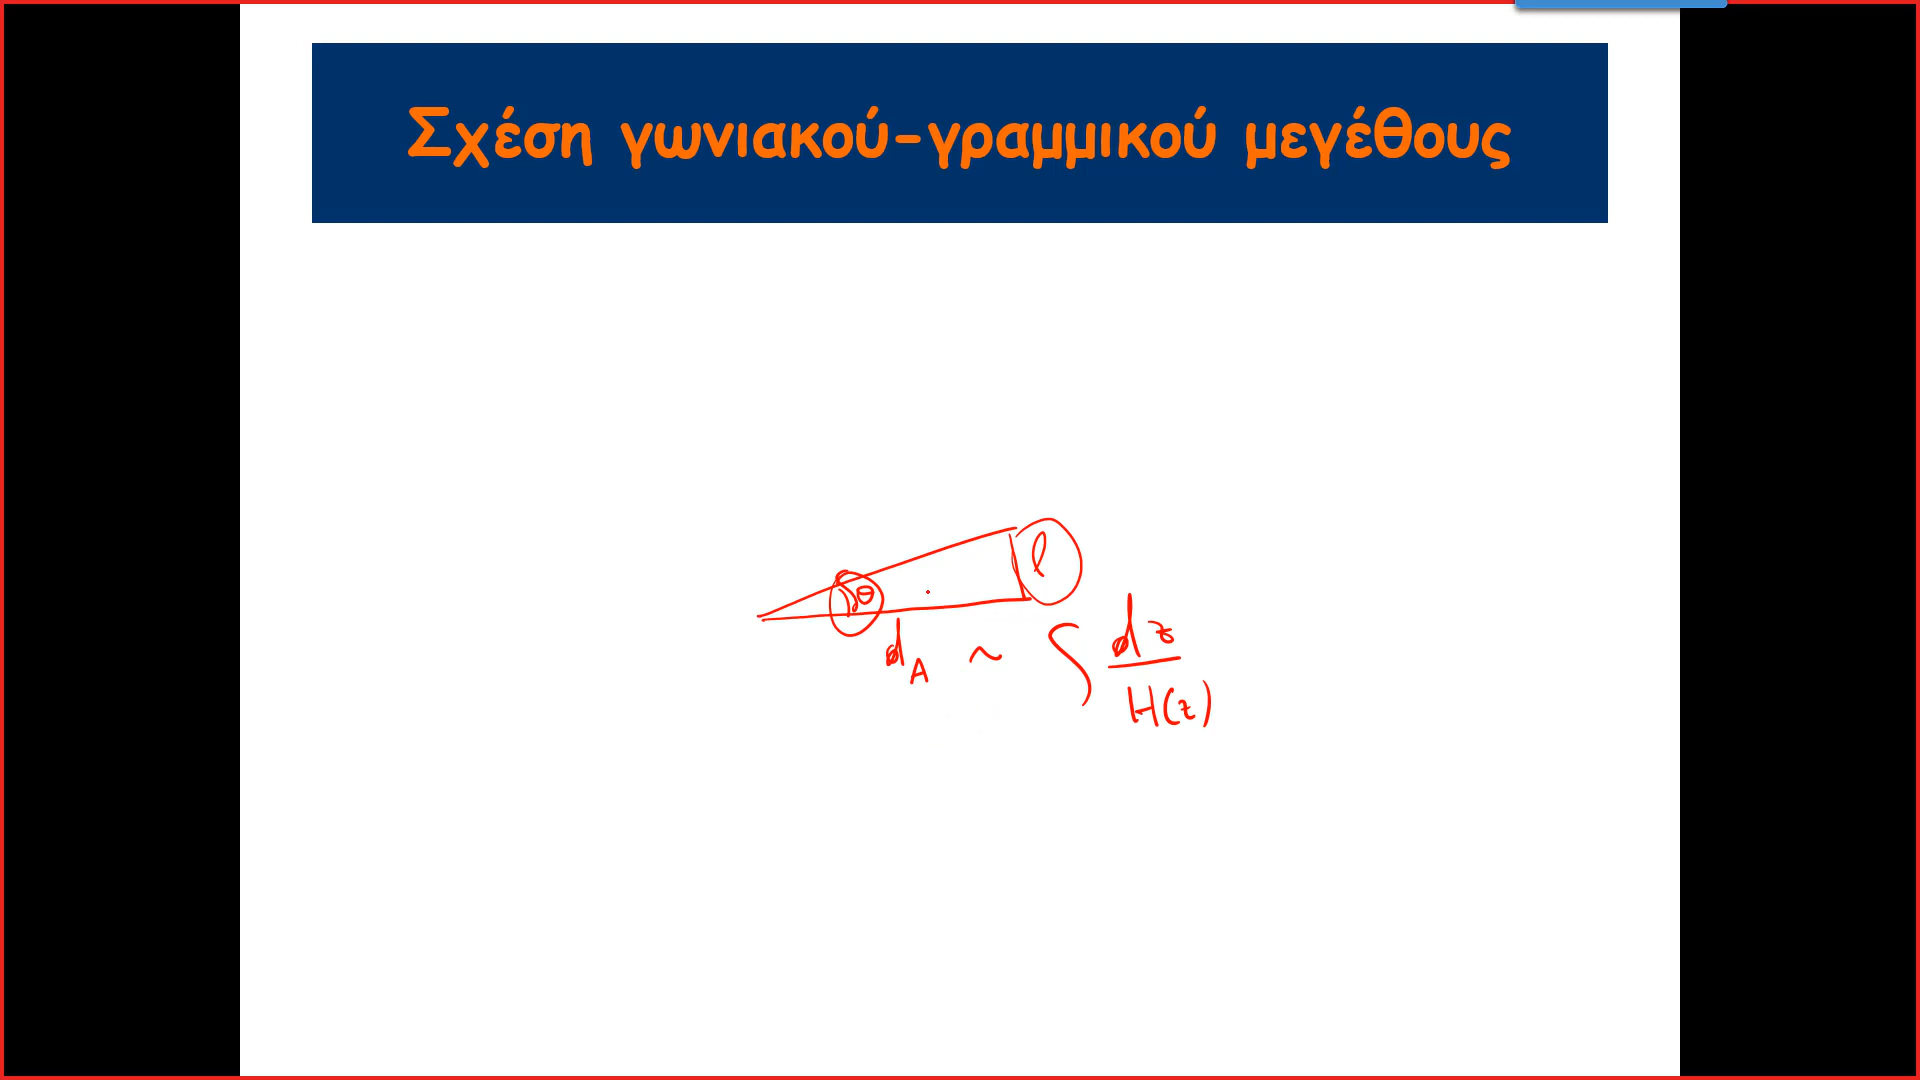 Σχέση γωνιακού-γραμμικού μεγέθους
θ
l
d_A ~ ∫ dz / H(z)